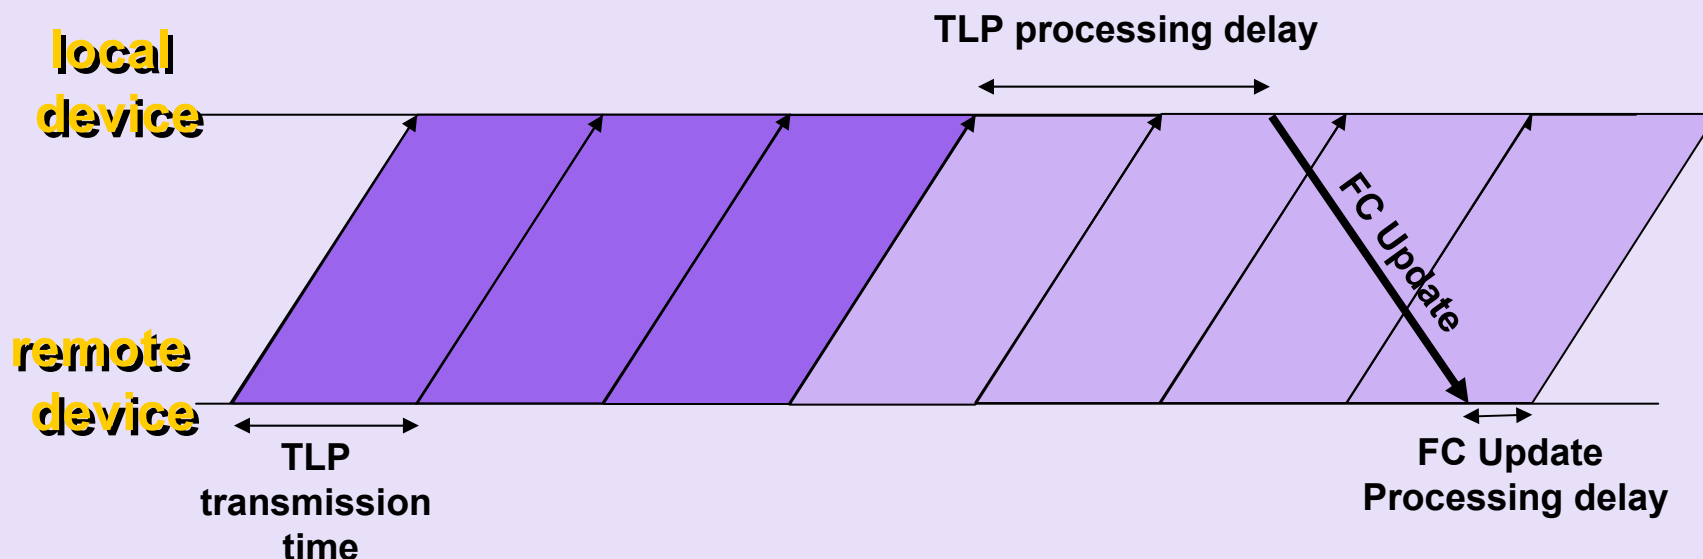 local
device
TLP processing delay
FC Update
remote
device
TLP
transmission
time
FC Update
Processing delay